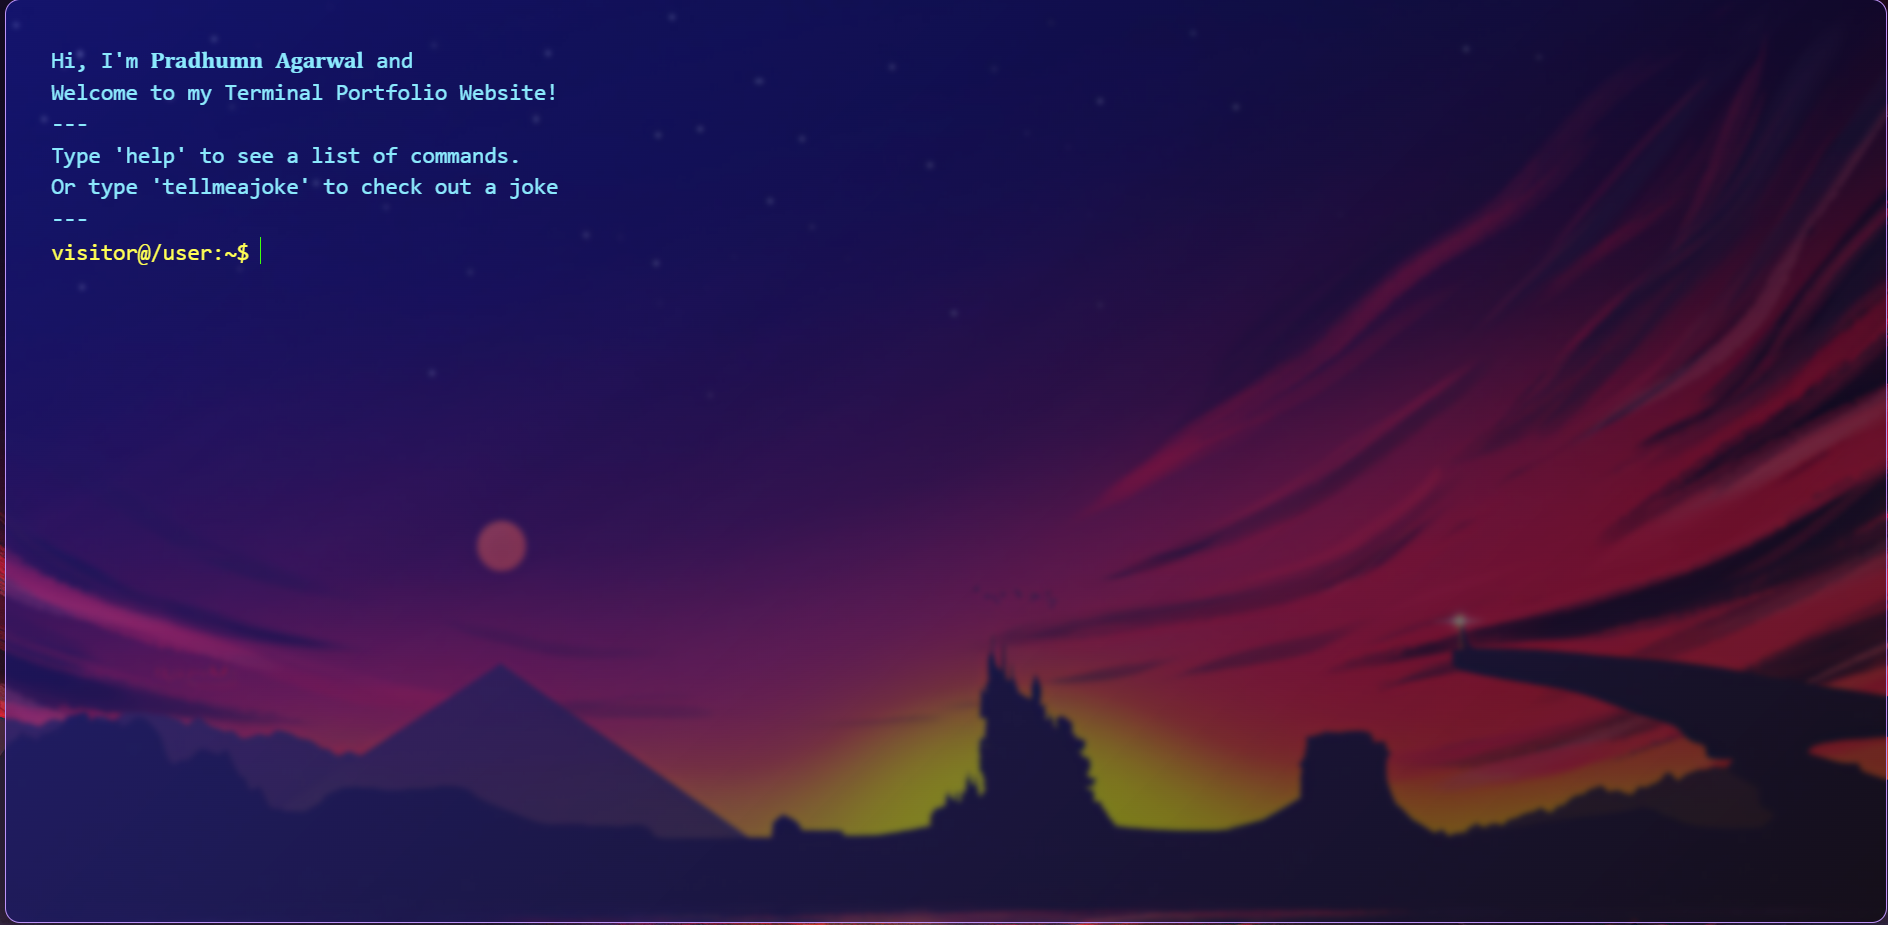 Hi, I'm Pradhumn Agarwal and
Welcome to my Terminal Portfolio Website!
---
Type 'help' to see a list of commands.
Or type 'tellmeajoke' to check out a joke
---
visitor@/user:~$